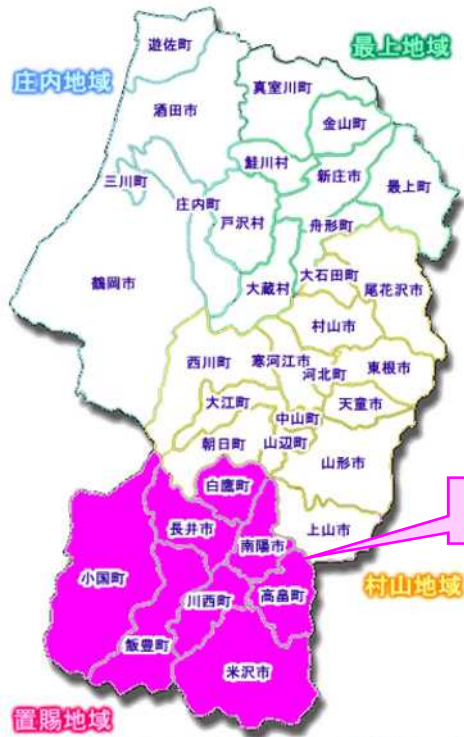 遊佐町
最上地域
庄内地域
真室川町
酒田市
金山町
鮭川村
新庄市
三川町
最上町
庄内町
戸沢村
舟形町
鶴岡市
大蔵村
大石田町
尾花沢市
村山市
西川町
寒河江市
東根市
河北町
大江町
天童市
中山町
朝日町
山辺町
山形市
白鷹町
長井市
上山市
南陽市
小国町
村山地域
川西町
高畠町
飯豊町
米沢市
置賜地域